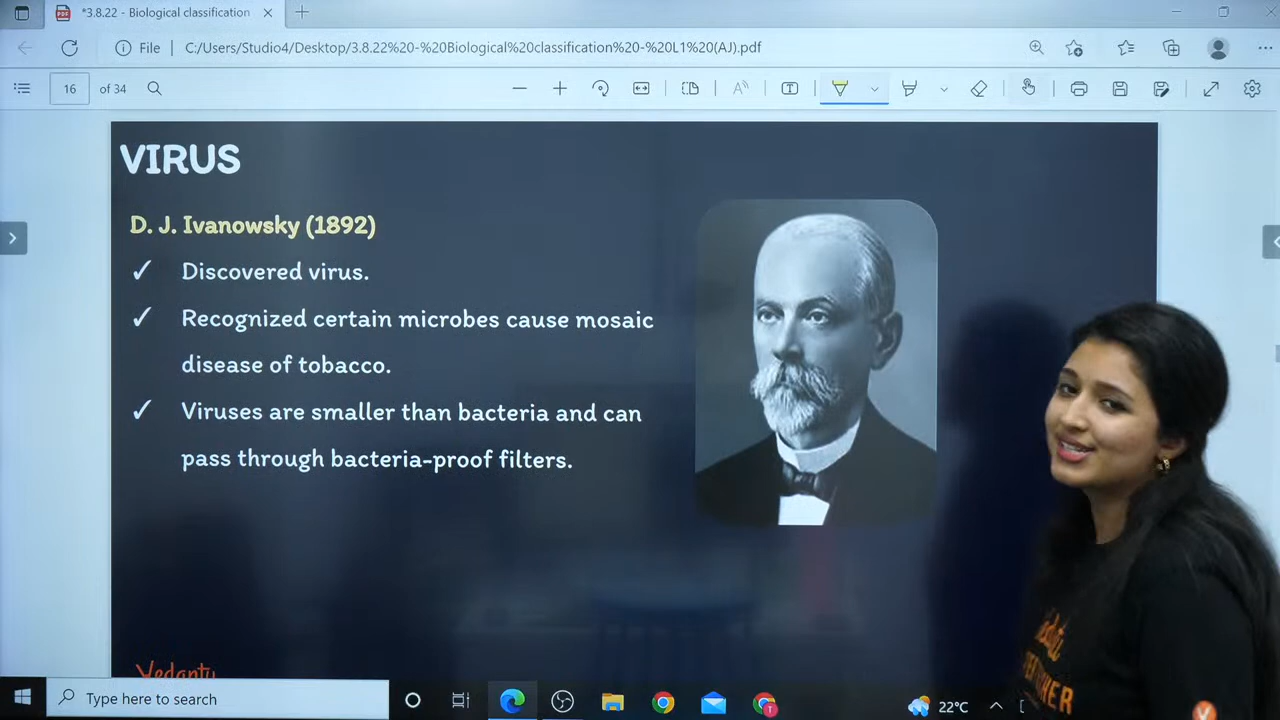 *3.8.22 - Biological classification
File
C:/Users/Studio4/Desktop/3.8.22%20-%20Biological%20classification%20-%20L1%20(AJ).pdf
16 of 34
VIRUS
D. J. Ivanowsky (1892)
✓ Discovered virus.
✓ Recognized certain microbes cause mosaic
disease of tobacco.
✓ Viruses are smaller than bacteria and can
pass through bacteria-proof filters.
Type here to search
22°C